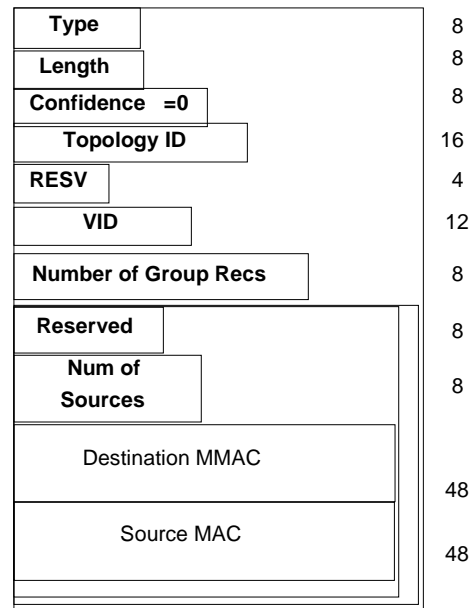 Type 8
Length 8
Confidence =0 8
Topology ID 16
RESV 4
VID 12
Number of Group Recs 8
Reserved 8
Num of
Sources 8
Destination MMAC
48
Source MAC
48